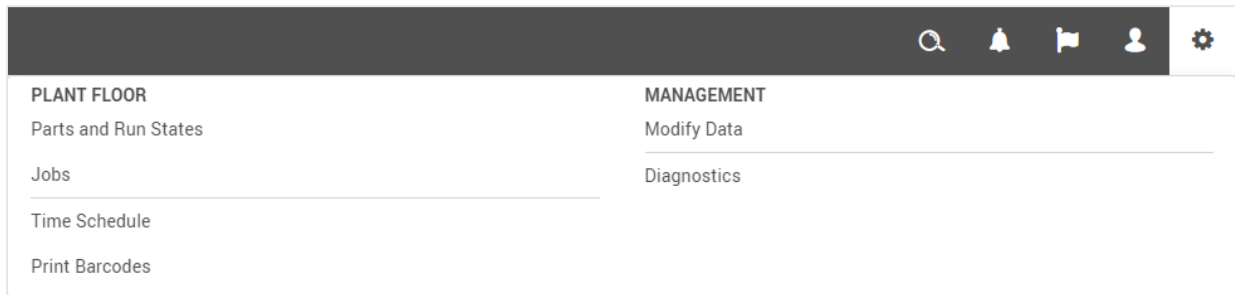 PLANT FLOOR
Parts and Run States
Jobs
Time Schedule
Print Barcodes
MANAGEMENT
Modify Data
Diagnostics